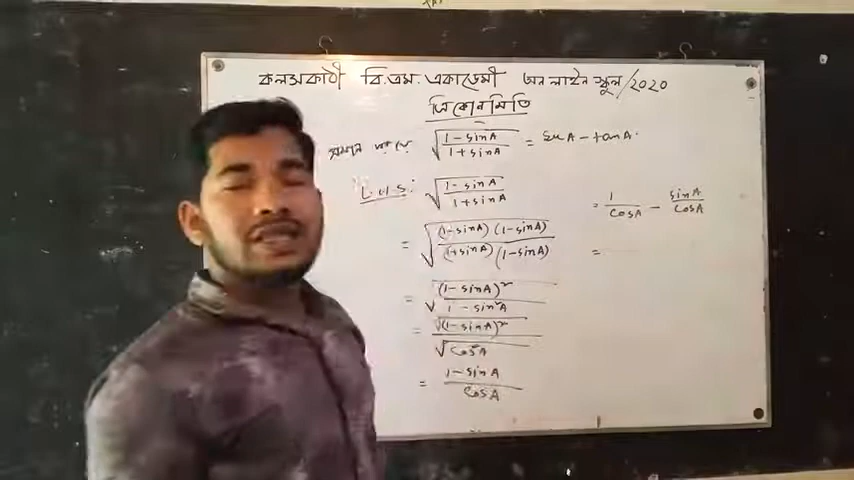 কলসকাঠী বি.এম. একাডেমী অন লাইন স্কুল/2020
ত্রিকোনমিতি
প্রমাণ কর যে √(1-sinA / 1+sinA) = SecA - tanA.
L.H.S: √(1-sinA / 1+sinA)
= √((1-sinA)(1-sinA) / (1+sinA)(1-sinA))
= √((1-sinA)² / 1-sin²A)
= √(1-sinA)² / √cos²A
= 1-sinA / cosA
= 1/cosA - sinA/cosA
=